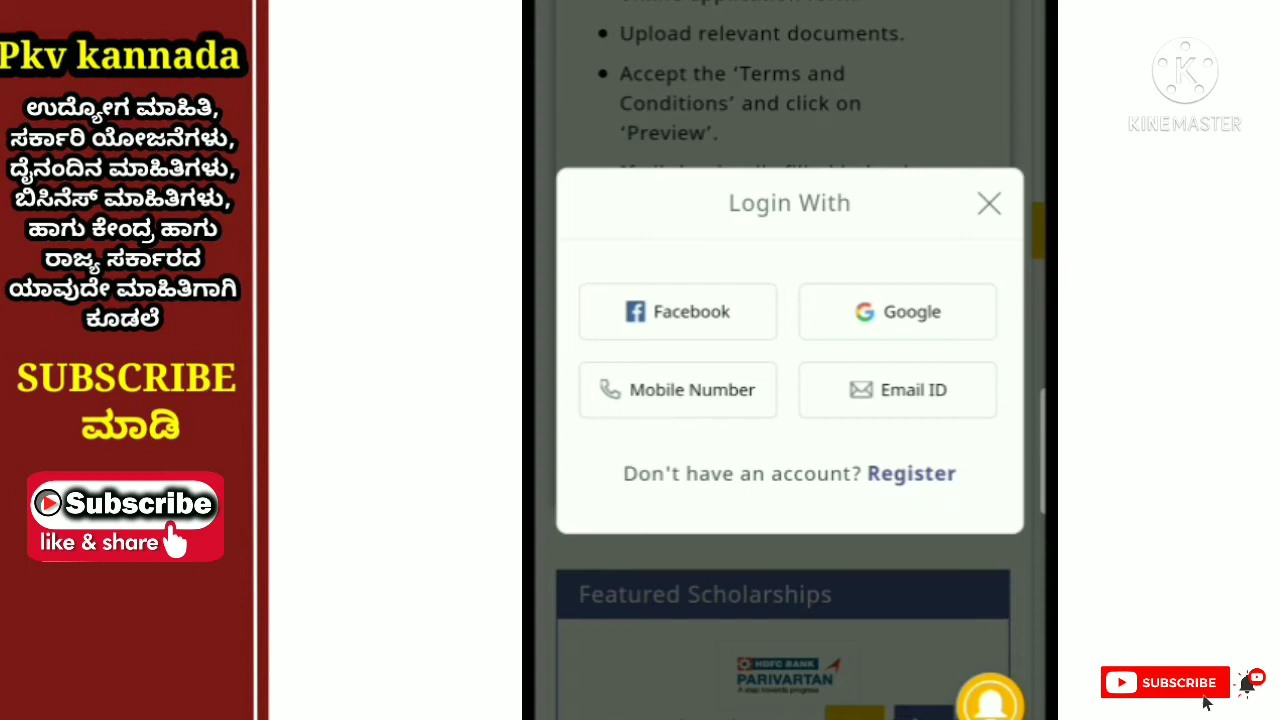 Pkv kannada
ಉದ್ಯೋಗ ಮಾಹಿತಿ,
ಸರ್ಕಾರಿ ಯೋಜನೆಗಳು,
ದೈನಂದಿನ ಮಾಹಿತಿಗಳು,
ಬಿಸಿನೆಸ್ ಮಾಹಿತಿಗಳು,
ಹಾಗು ಕೇಂದ್ರ ಹಾಗು
ರಾಜ್ಯ ಸರ್ಕಾರದ
ಯಾವುದೇ ಮಾಹಿತಿಗಾಗಿ
ಕೂಡಲೆ
SUBSCRIBE
ಮಾಡಿ
Subscribe
like & share
Upload relevant documents.
Accept the ‘Terms and
Conditions’ and click on
‘Preview’.
Login With
Facebook
Google
Mobile Number
Email ID
Don't have an account? Register
Featured Scholarships
HDFC BANK
PARIVARTAN
A step towards progress
KINEMASTER
SUBSCRIBE